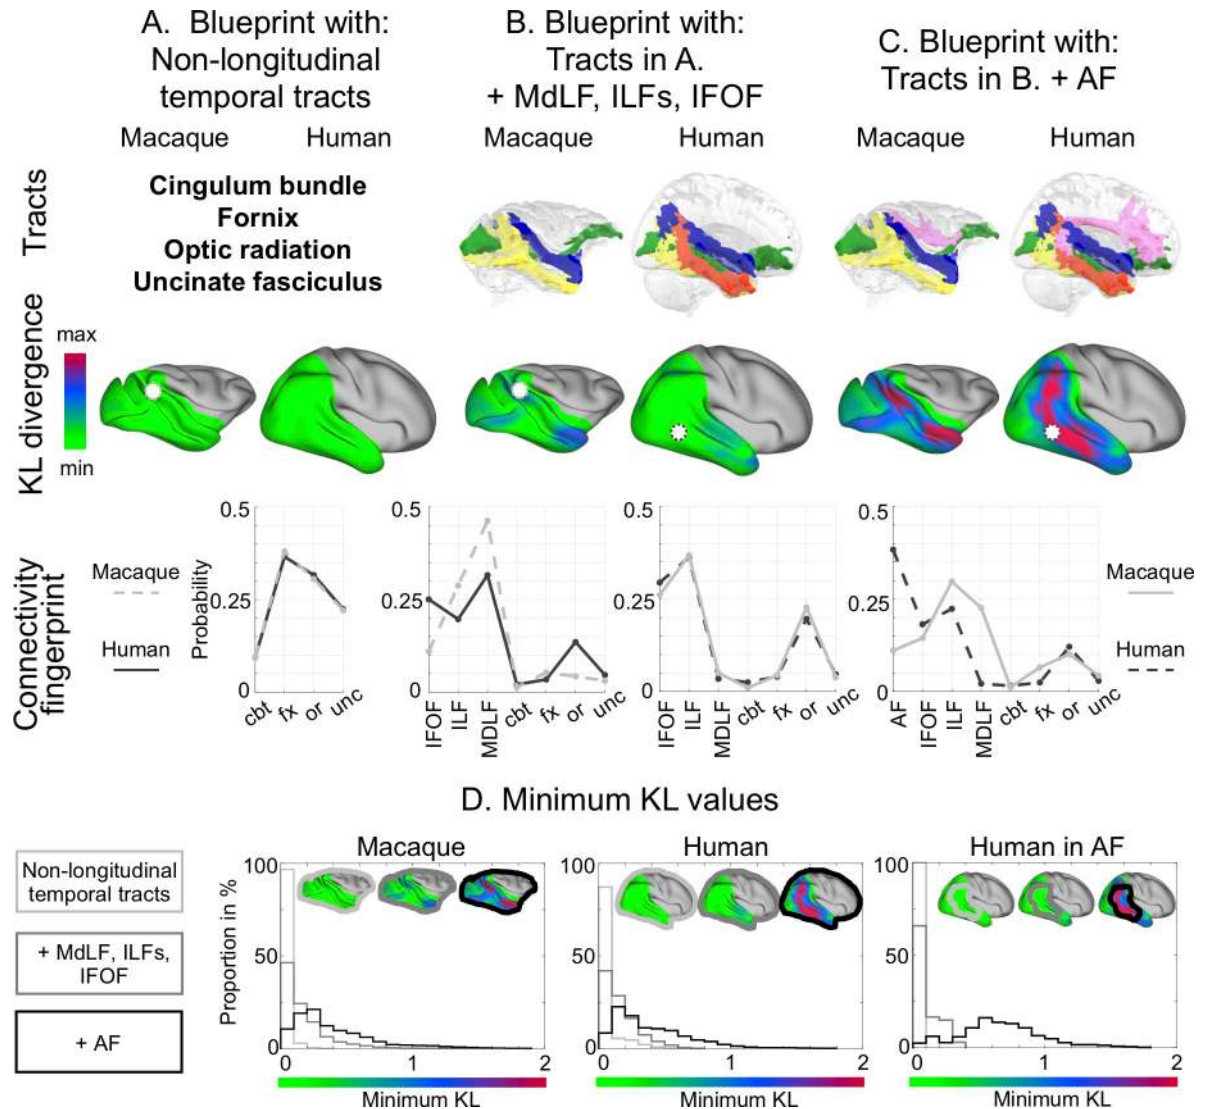 A. Blueprint with:
Non-longitudinal
temporal tracts
B. Blueprint with:
Tracts in A.
+ MdLF, ILFs, IFOF
C. Blueprint with:
Tracts in B. + AF
Macaque
Human
Macaque
Human
Macaque
Human
Tracts
Cingulum bundle
Fornix
Optic radiation
Uncinate fasciculus
KL divergence
max
min
Connectivity
fingerprint
Macaque
Human
Probability
0.5
0.25
0
cbt
fx
or
unc
0.5
0.25
0
IFOF
ILF
MDLF
cbt
fx
or
unc
0.5
0.25
0
IFOF
ILF
MDLF
cbt
fx
or
unc
0.5
0.25
0
AF
IFOF
ILF
MDLF
cbt
fx
or
unc
Macaque
Human
D. Minimum KL values
Non-longitudinal
temporal tracts
+ MdLF, ILFs,
IFOF
+ AF
Proportion in %
Macaque
100
50
0
0
1
2
Minimum KL
Human
100
50
0
0
1
2
Minimum KL
Human in AF
100
50
0
0
1
2
Minimum KL